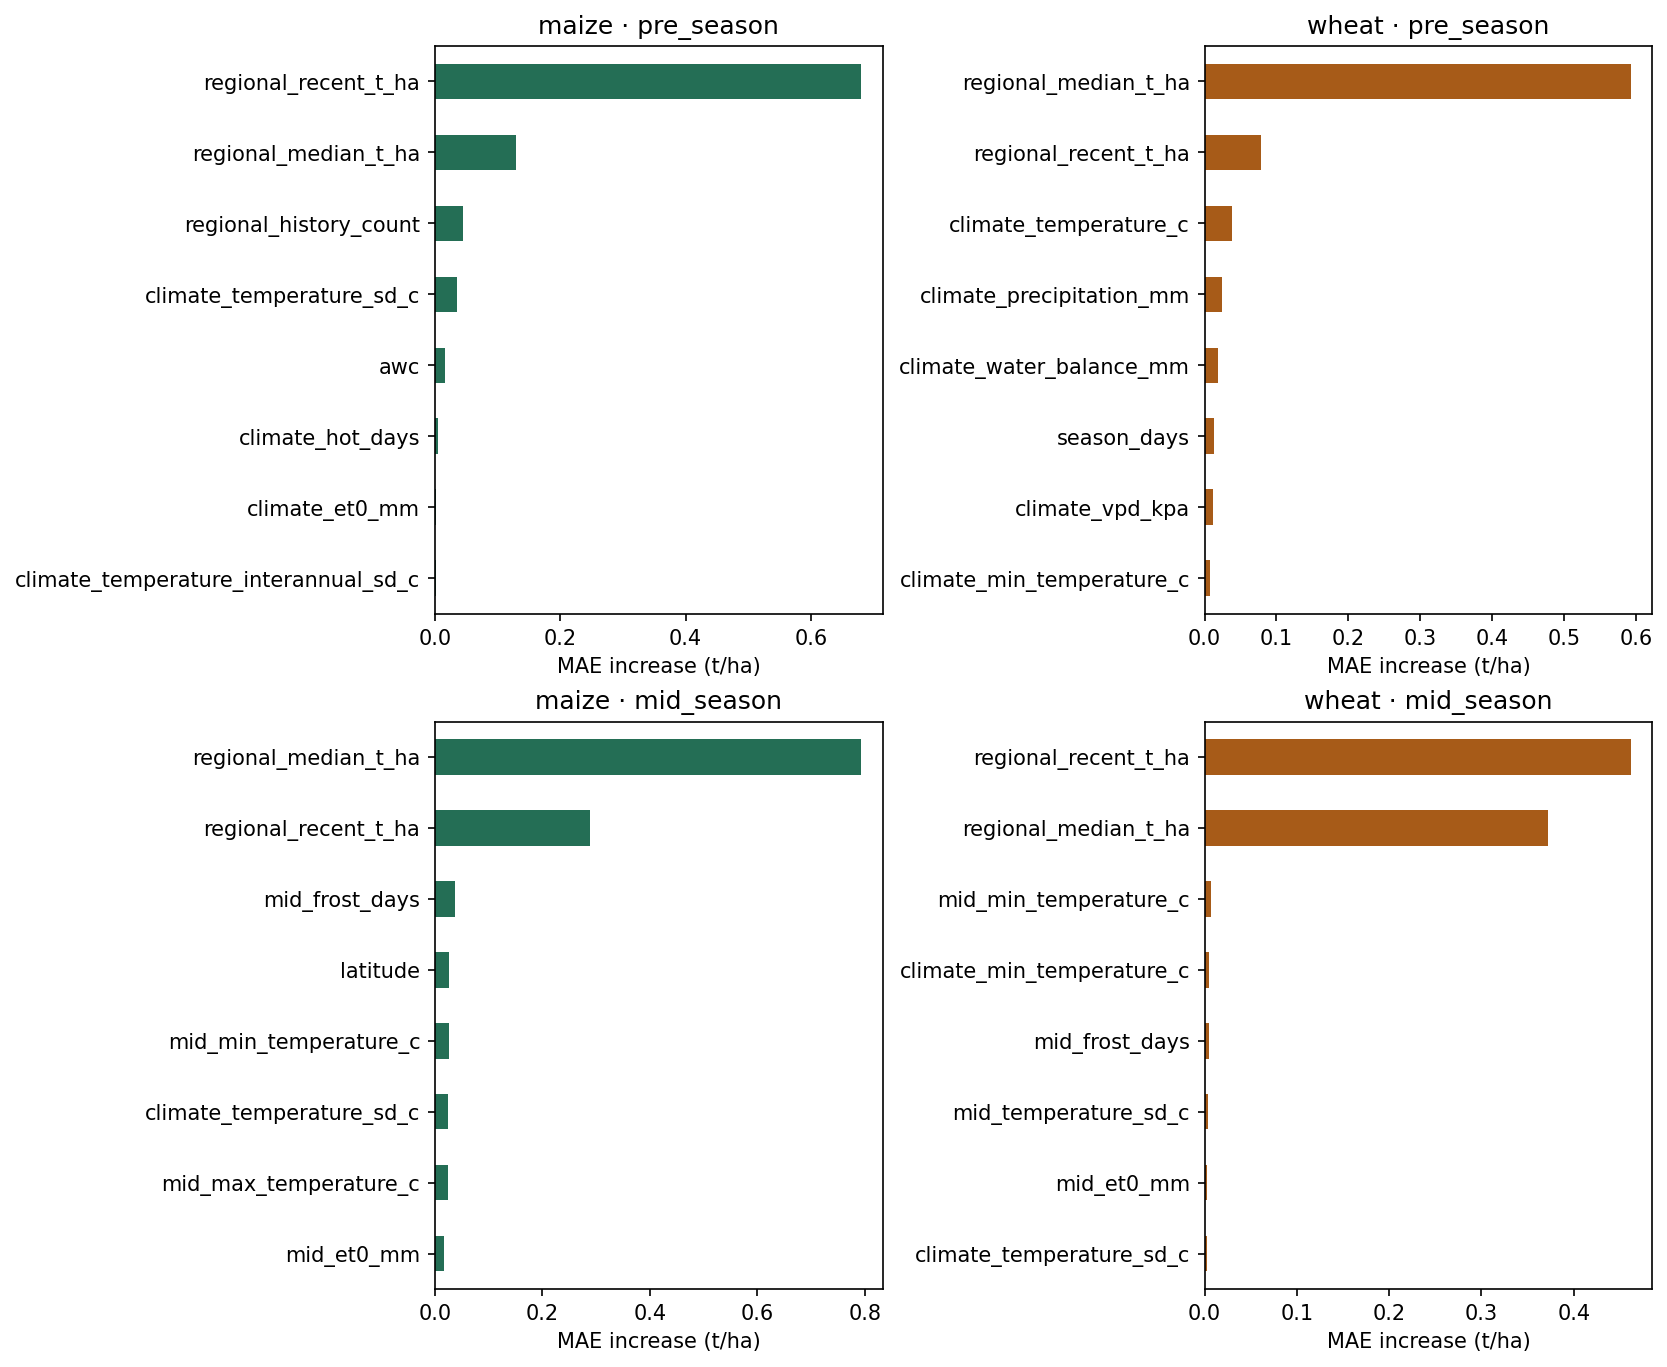 maize · pre_season
regional_recent_t_ha
regional_median_t_ha
regional_history_count
climate_temperature_sd_c
awc
climate_hot_days
climate_et0_mm
climate_temperature_interannual_sd_c
0.0 0.2 0.4 0.6
MAE increase (t/ha)
wheat · pre_season
regional_median_t_ha
regional_recent_t_ha
climate_temperature_c
climate_precipitation_mm
climate_water_balance_mm
season_days
climate_vpd_kpa
climate_min_temperature_c
0.0 0.1 0.2 0.3 0.4 0.5 0.6
MAE increase (t/ha)
maize · mid_season
regional_median_t_ha
regional_recent_t_ha
mid_frost_days
latitude
mid_min_temperature_c
climate_temperature_sd_c
mid_max_temperature_c
mid_et0_mm
0.0 0.2 0.4 0.6 0.8
MAE increase (t/ha)
wheat · mid_season
regional_recent_t_ha
regional_median_t_ha
mid_min_temperature_c
climate_min_temperature_c
mid_frost_days
mid_temperature_sd_c
mid_et0_mm
climate_temperature_sd_c
0.0 0.1 0.2 0.3 0.4
MAE increase (t/ha)